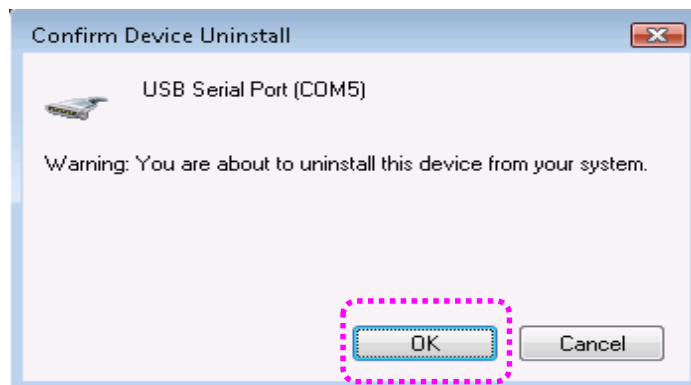 Confirm Device Uninstall
USB Serial Port (COM5)
Warning: You are about to uninstall this device from your system.
OK
Cancel